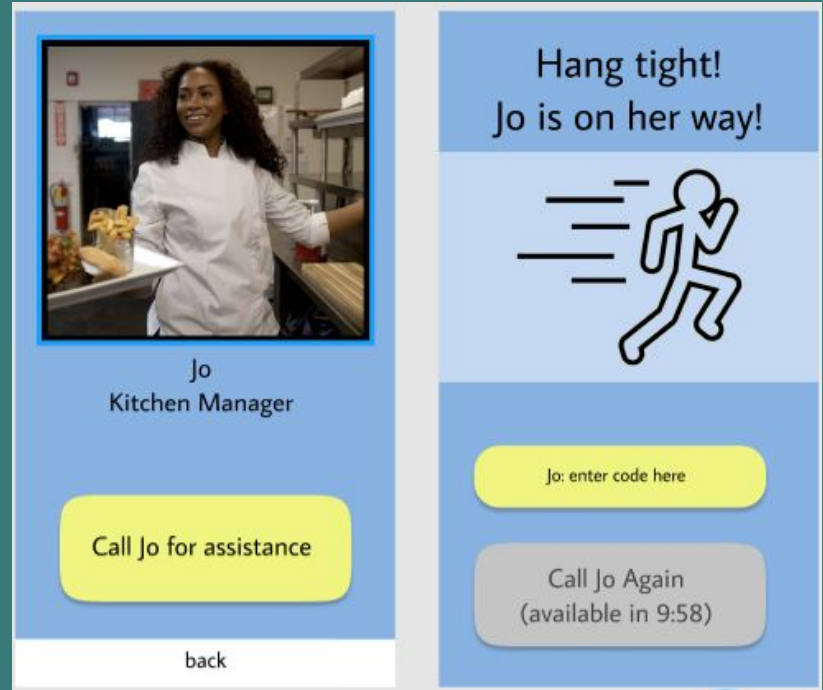 Jo
Kitchen Manager
Call Jo for assistance
back
Hang tight!
Jo is on her way!
Jo: enter code here
Call Jo Again
(available in 9:58)